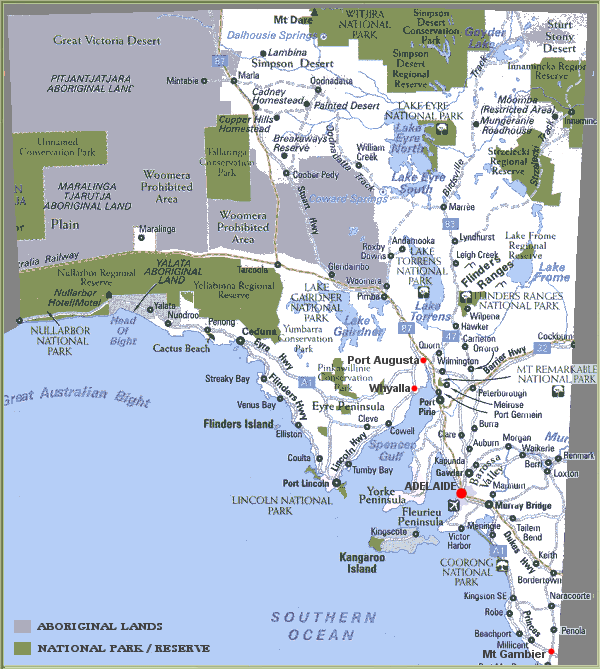 Mt Dare
WITJIRA
NATIONAL
PARK
Simpson
Desert
Conservation
Park
Goyder
Lake
Sturt
Stony
Desert
Great Victoria Desert
Dalhousie Springs
Lambina
Simpson Desert
Simpson
Desert
Regional
Reserve
Innamincka Regional
Reserve
PITJANTJATJARA
ABORIGINAL LAND
Mintabie
87
Marla
Oodnadatta
Cadney
Homestead
Painted Desert
Copper Hills
Homestead
LAKE EYRE
NATIONAL PARK
Track
Moomba
(Restricted Area)
Mungeranie
Roadhouse
Innaminc
Unnamed
Conservation Park
Tallaringa
Conservation
Park
Breakaways
Reserve
Oodnadatta Track
William
Creek
Lake
Eyre
North
Strzelecki
Regional
Reserve
Strzelecki Track
Birdsville
Coober Pedy
Woomera
Prohibited
Area
MARALINGA
TJARUTJA
ABORIGINAL LAND
Plain
Lake Eyre
South
Coward Springs
Stuart Hwy
Marree
Woomera
Prohibited
Area
Maralinga
83
Lyndhurst
Lake Frome
Regional
Reserve
Roxby
Downs
Andamooka
LAKE
TORRENS
NATIONAL
PARK
Leigh Creek
Flinders
Ranges
Lake
Frome
ralia Railway
YALATA
ABORIGINAL
LAND
Nullarbor Regional
Reserve
Nullarbor
Hotel/Motel
Tarcoola
Glendambo
Woomera
Pimba
Yellabinna Regional
Reserve
LAKE
GAIRDNER
NATIONAL
PARK
Lake
Torrens
FLINDERS RANGES
NATIONAL PARK
NULLARBOR
NATIONAL
PARK
Head
Of
Bight
Yalata
Nundroo
Penong
Ceduna
Cactus Beach
Yumbarra
Conservation
Park
Lake
Gairdner
87
47
Wilpena
Hawker
Carrieton
Orroroo
Cockburn
32
Barrier Hwy
Quorn
Wilmington
Port Augusta
Eyre Hwy
A1
Pinkawillinie
Conservation
Park
MT REMARKABLE
NATIONAL PARK
Streaky Bay
Flinders Hwy
Whyalla
Peterborough
Melrose
Port Germein
Port
Pirie
Great Australian Bight
Venus Bay
Eyre Peninsula
Flinders Island
Elliston
Cleve
Cowell
Burra
Clare
Auburn
Morgan
Waikerie
Mur
Renmark
Berri
Loxton
Lincoln Hwy
Spencer
Gulf
Coulta
Tumby Bay
Kapunda
Gawler
Barossa
Valley
Mannum
Port Lincoln
LINCOLN NATIONAL
PARK
Yorke
Peninsula
ADELAIDE
Murray Bridge
Fleurieu
Peninsula
Kingscote
Victor
Harbor
Meningie
Tailem
Bend
Kangaroo
Island
A1
Dukes Hwy
Keith
COORONG
NATIONAL
PARK
Bordertown
Kingston SE
Naracoorte
Robe
Princes
Penola
Beachport
Millicent
Mt Gambier
SOUTHERN
OCEAN
ABORIGINAL LANDS
NATIONAL PARK / RESERVE